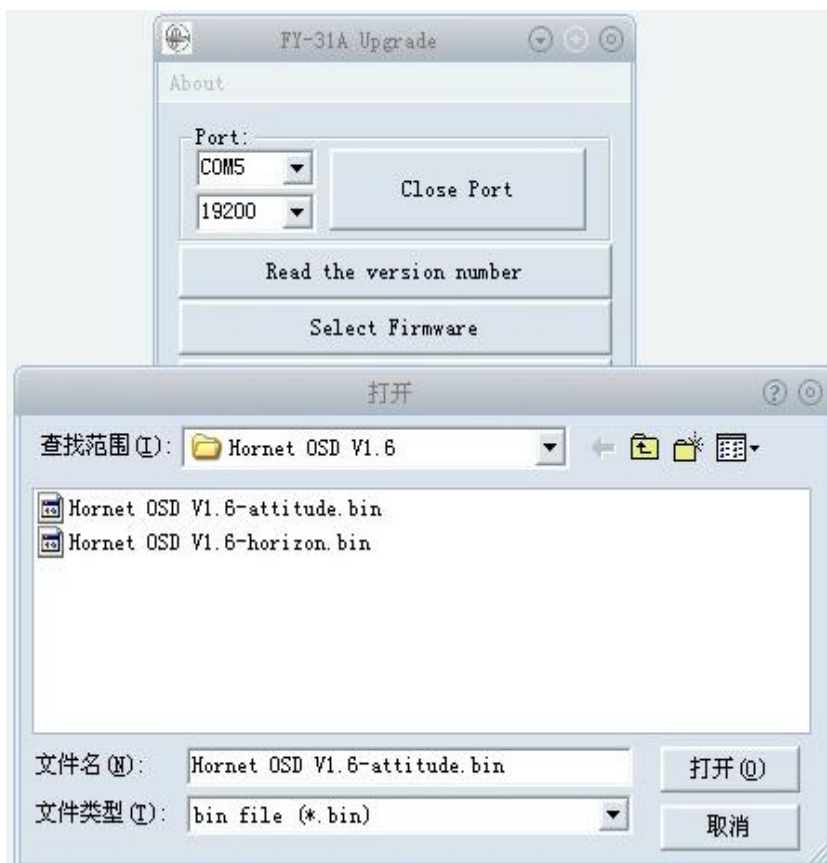 FY-31A Upgrade
About
Port:
COM5
Close Port
19200
Read the version number
Select Firmware
打开
查找范围(I): Hornet OSD V1.6
Hornet OSD V1.6-attitude.bin
Hornet OSD V1.6-horizon.bin
文件名(N): Hornet OSD V1.6-attitude.bin 打开(O)
文件类型(T): bin file (*.bin) 取消